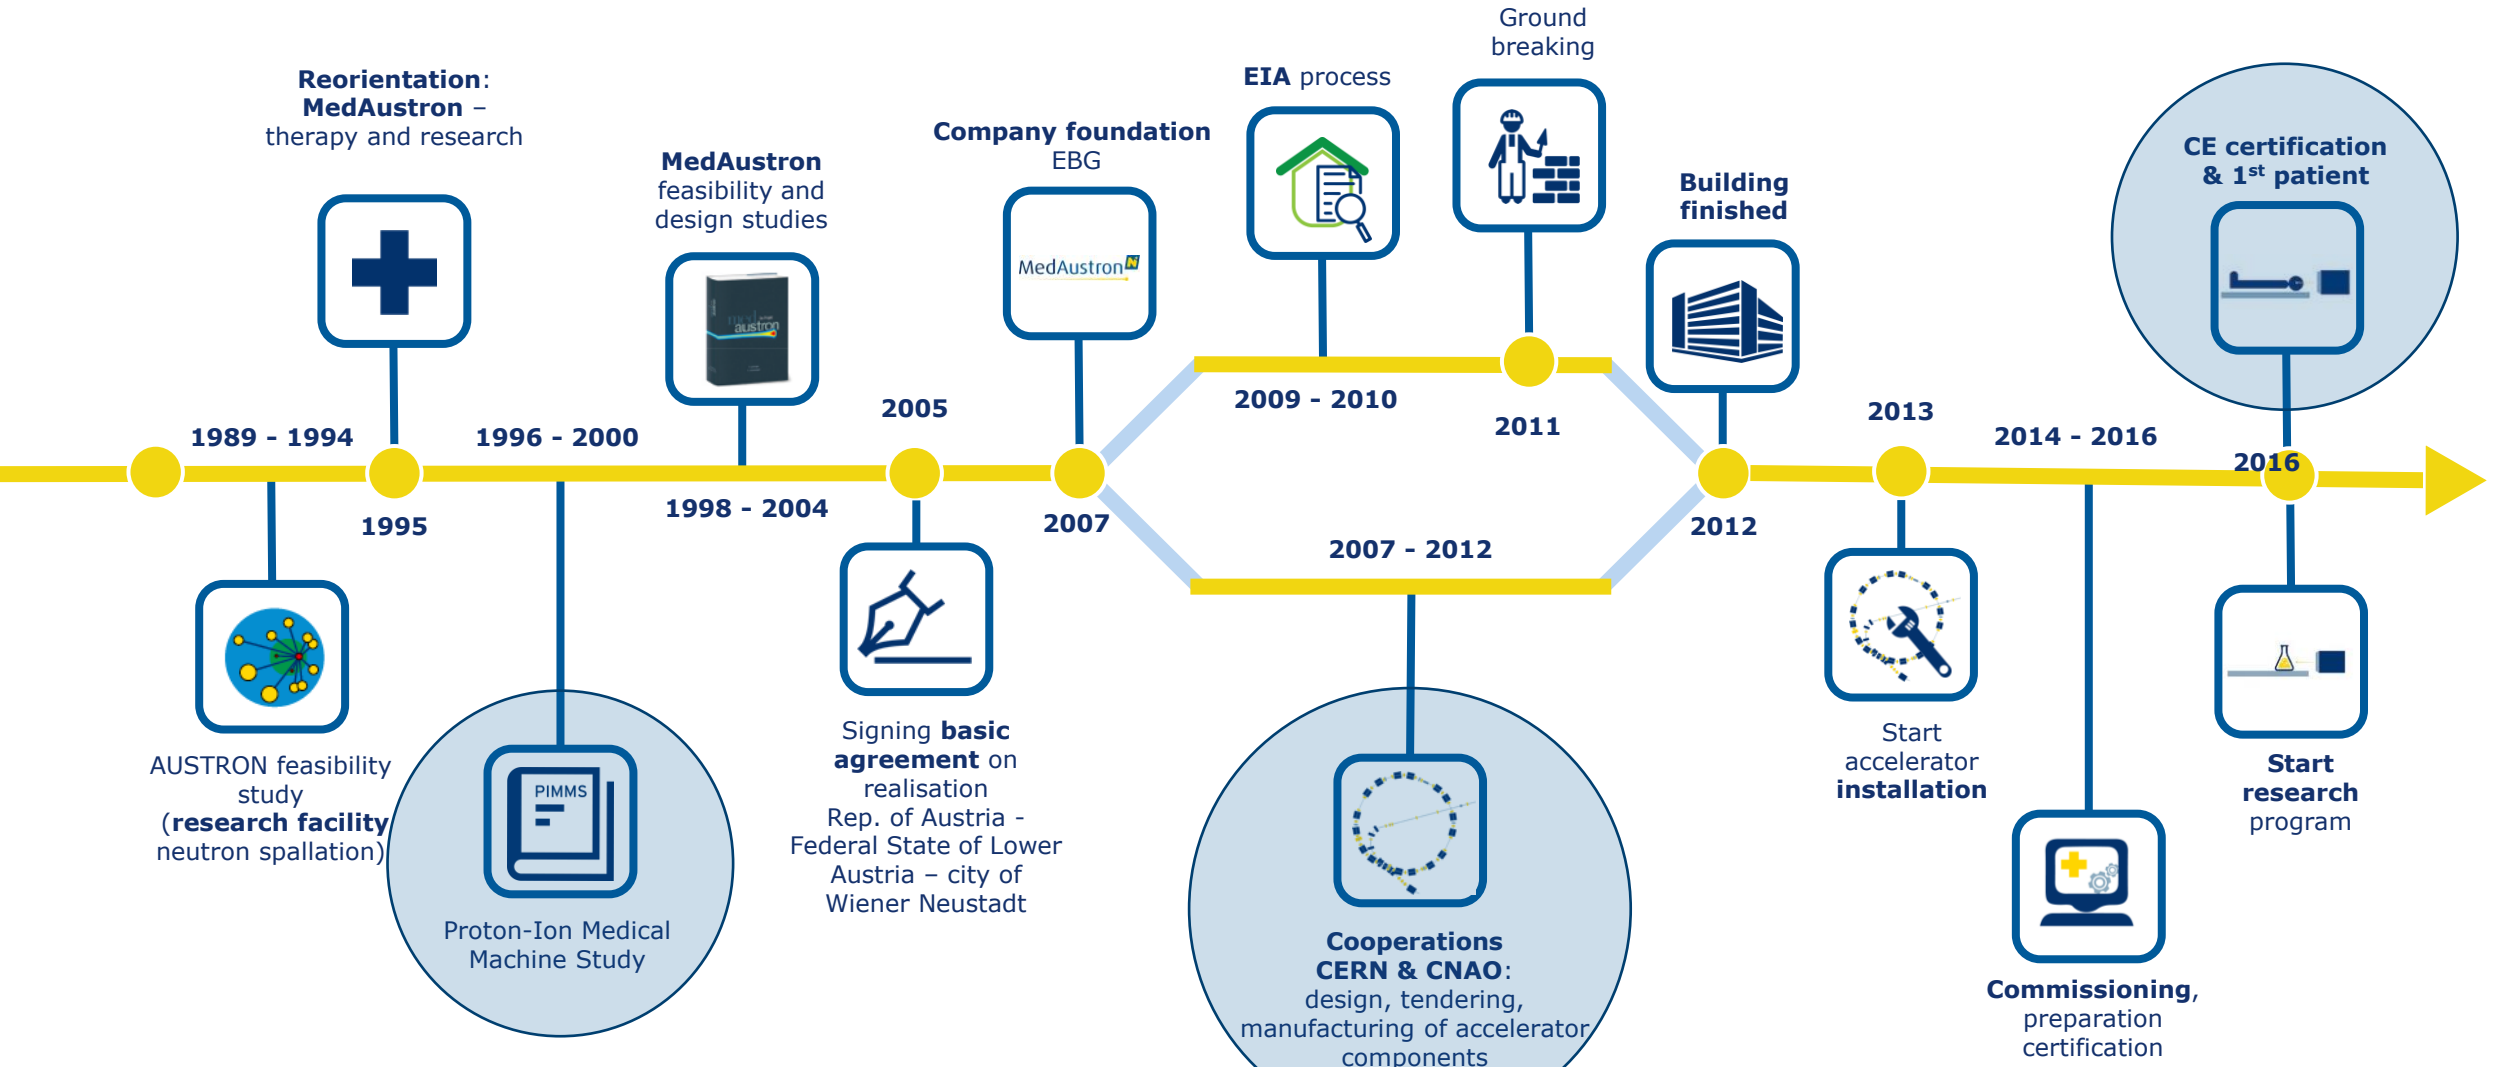 Reorientation:
MedAustron –
therapy and research
1989 - 1994
1995
AUSTRON feasibility
study
(research facility
neutron spallation)
1996 - 2000
PIMMS
Proton-Ion Medical
Machine Study
MedAustron
feasibility and
design studies
med
austron
1998 - 2004
2005
Signing basic
agreement on
realisation
Rep. of Austria -
Federal State of Lower
Austria – city of
Wiener Neustadt
Company foundation
EBG
MedAustron N
2007
EIA process
2009 - 2010
Ground
breaking
2011
2007 - 2012
Cooperations
CERN & CNAO:
design, tendering,
manufacturing of accelerator
components
Building
finished
2012
2013
Start
accelerator
installation
2014 - 2016
Commissioning,
preparation
certification
CE certification
& 1st patient
2016
Start
research
program